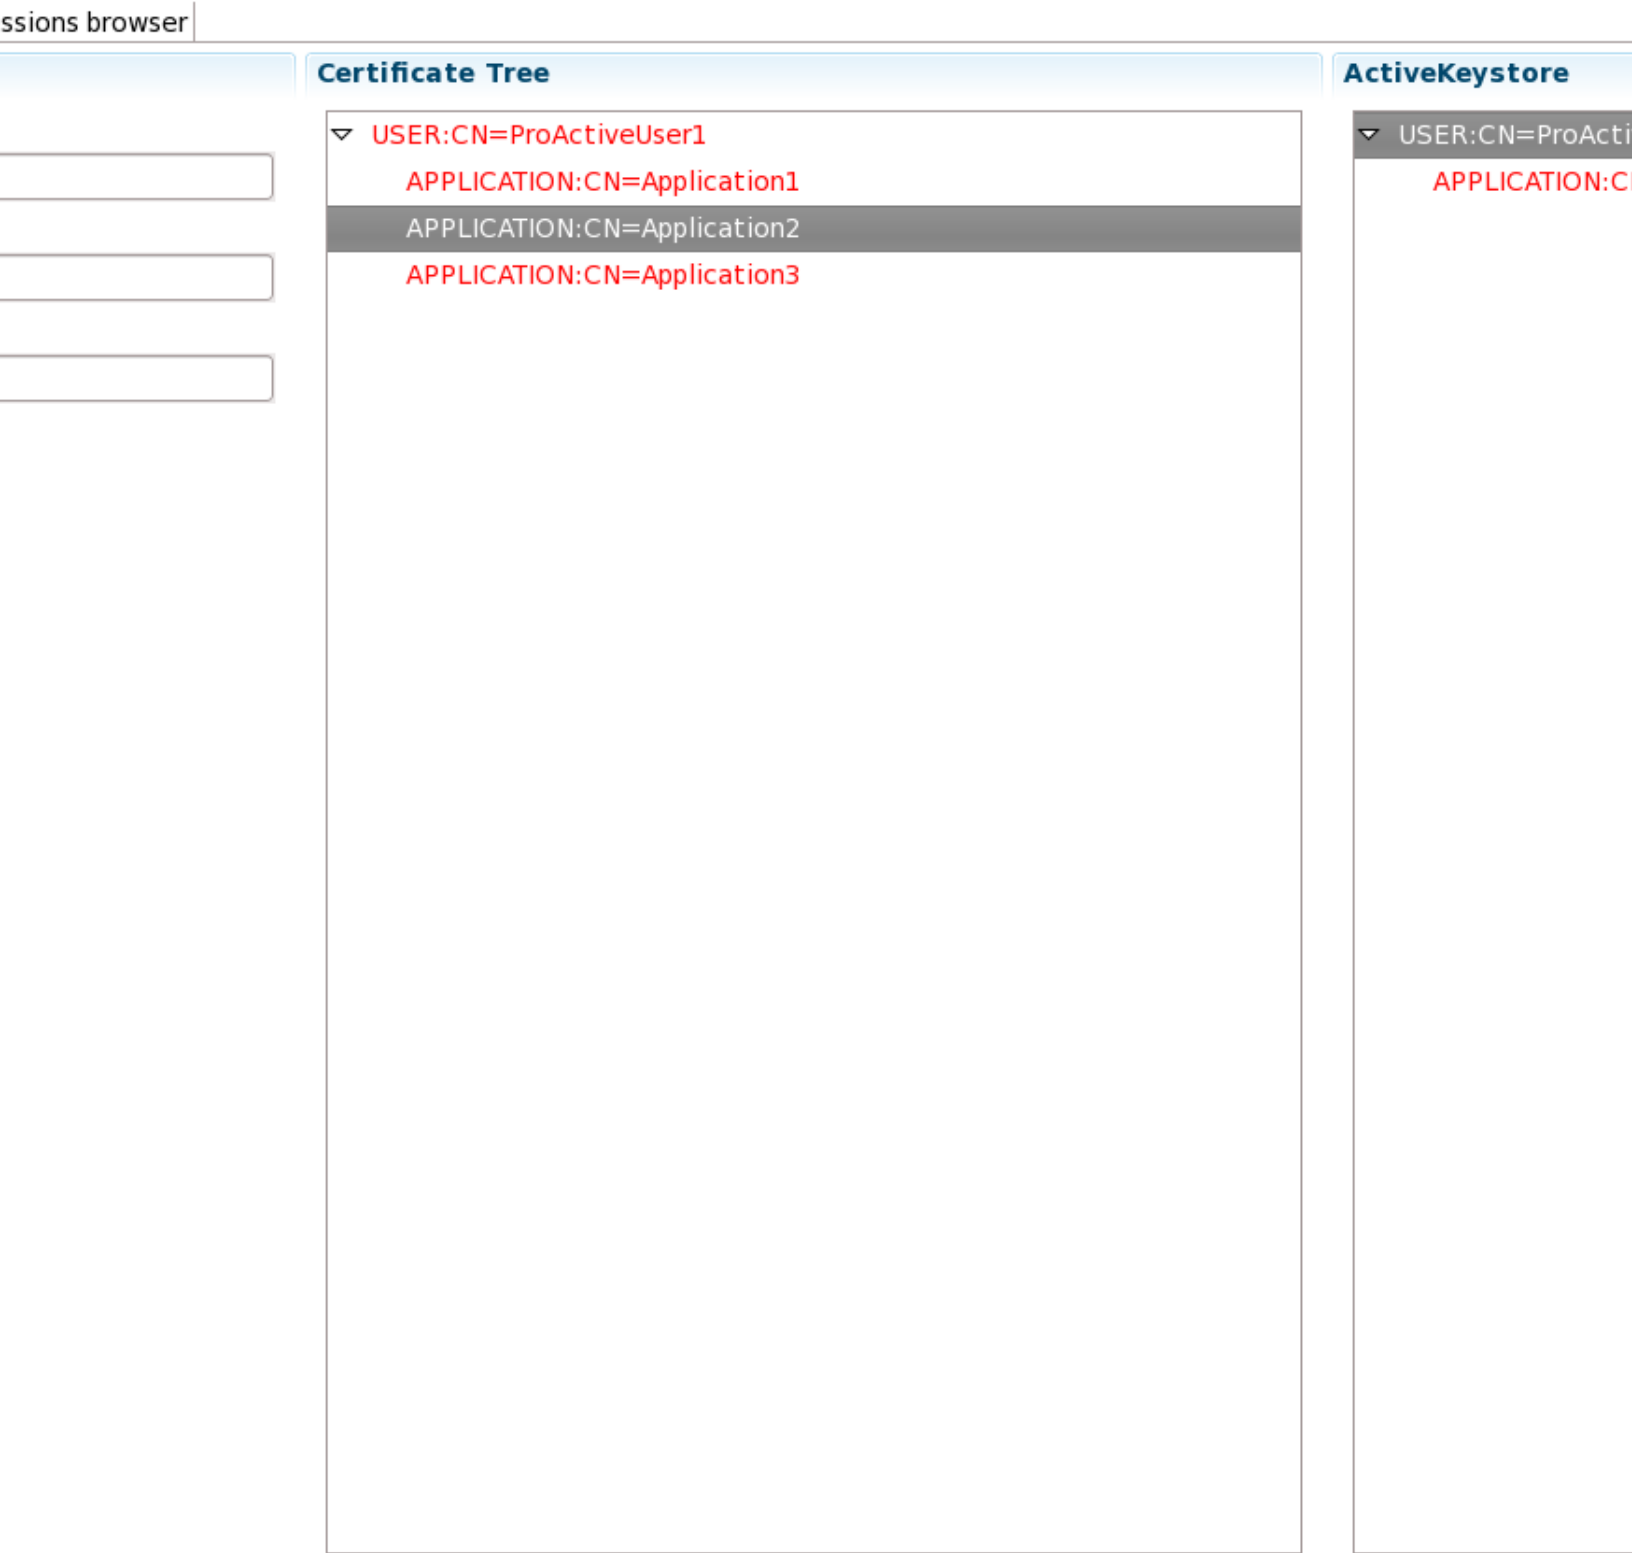 ssions browser
Certificate Tree
USER:CN=ProActiveUser1
APPLICATION:CN=Application1
APPLICATION:CN=Application2
APPLICATION:CN=Application3
ActiveKeystore
USER:CN=ProActi
APPLICATION:C